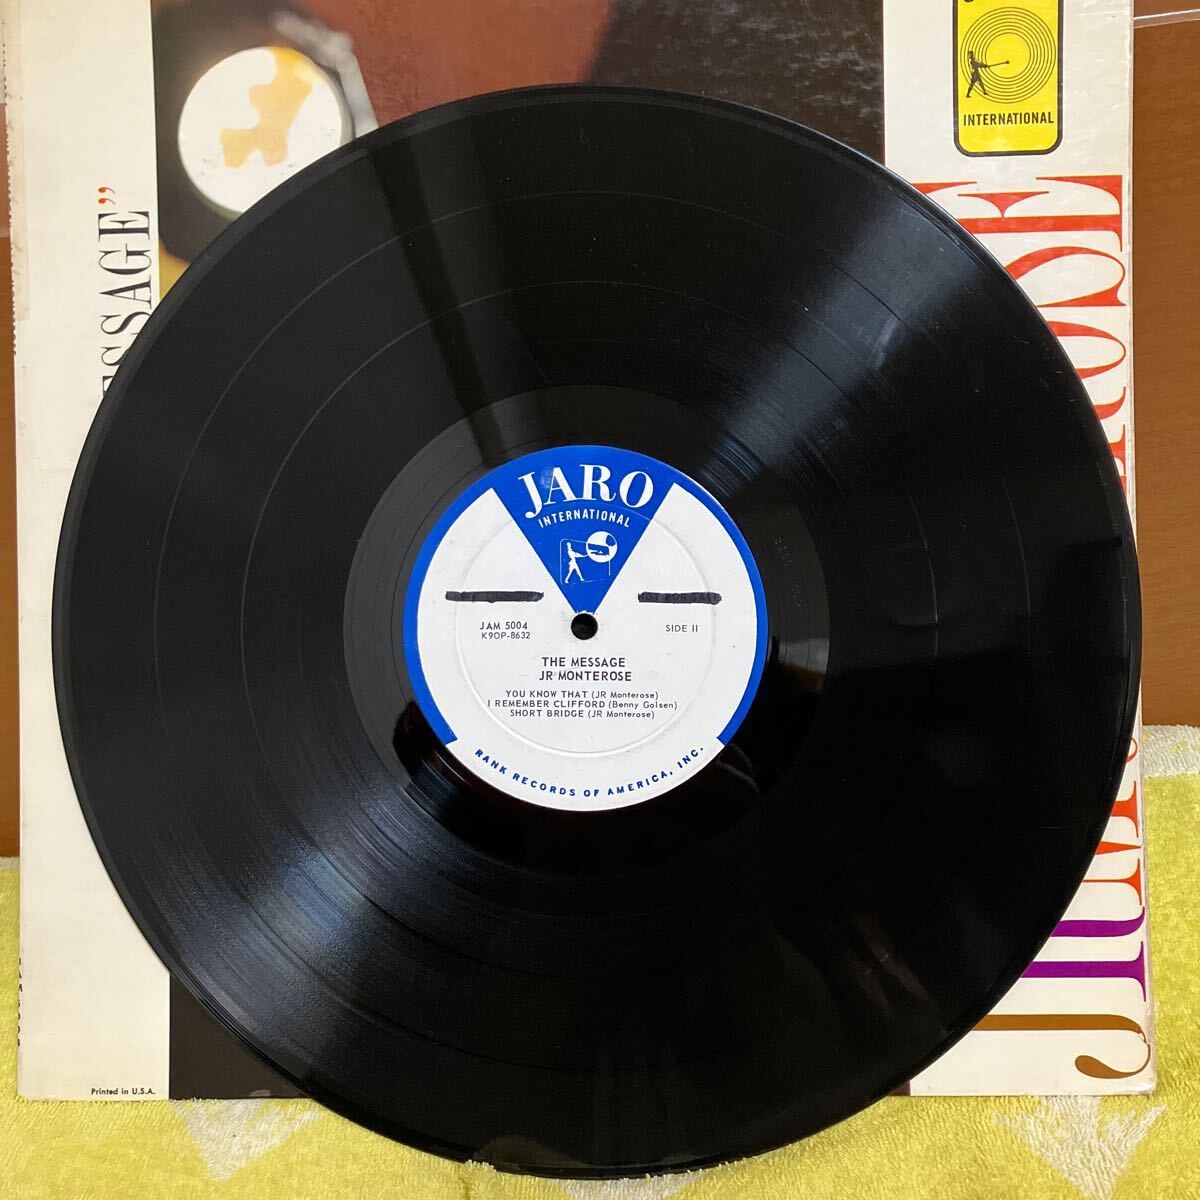 INTERNATIONAL
SSAGE”
JARO
INTERNATIONAL
NOT FOR SALE
JAM 5004
K9OP-8632
SIDE II
THE MESSAGE
JR MONTEROSE
YOU KNOW THAT (JR Monterose)
I REMEMBER CLIFFORD (Benny Golsen)
SHORT BRIDGE (JR Monterose)
RANK RECORDS OF AMERICA, INC.
Printed in U.S.A.